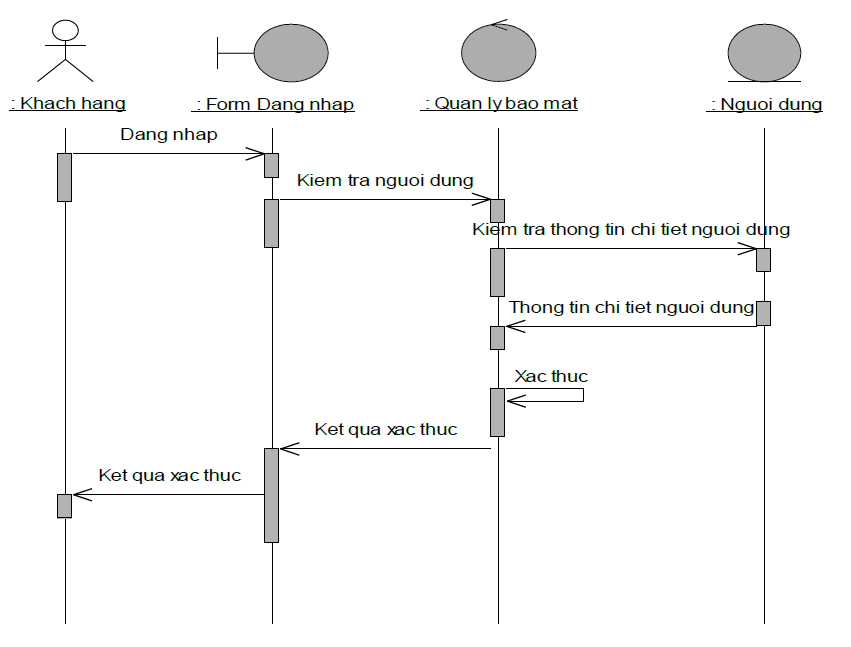 : Khach hang
: Form Dang nhap
: Quan ly bao mat
: Nguoi dung
Dang nhap
Kiem tra nguoi dung
Kiem tra thong tin chi tiet nguoi dung
Thong tin chi tiet nguoi dung
Xac thuc
Ket qua xac thuc
Ket qua xac thuc